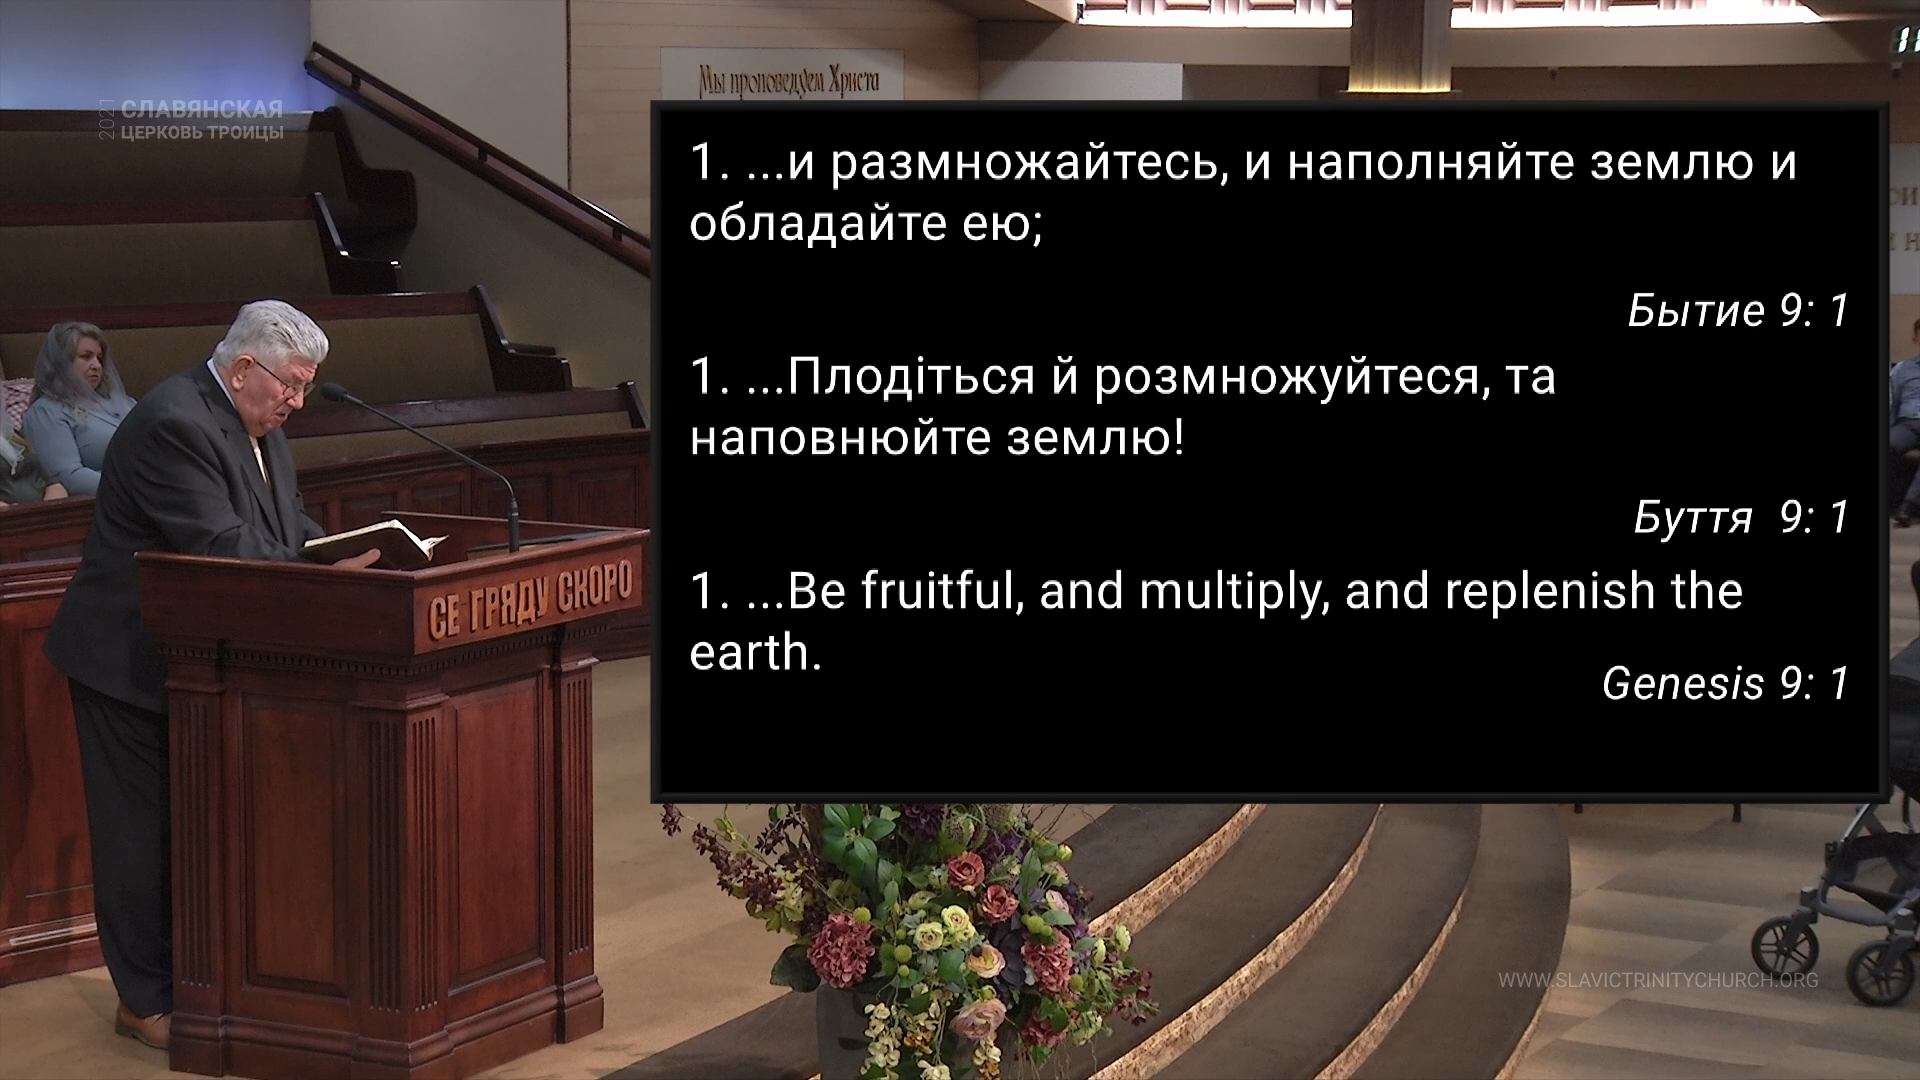 Мы проповедуем Христа
2021
СЛАВЯНСКАЯ
ЦЕРКОВЬ ТРОИЦЫ
1. ...и размножайтесь, и наполняйте землю и
обладайте ею;
Бытие 9: 1
1. ...Плодіться й розмножуйтеся, та
наповнюйте землю!
Буття 9: 1
1. ...Be fruitful, and multiply, and replenish the
earth.
Genesis 9: 1
СЕ ГРЯДУ СКОРО
WWW.SLAVICTRINITYCHURCH.ORG